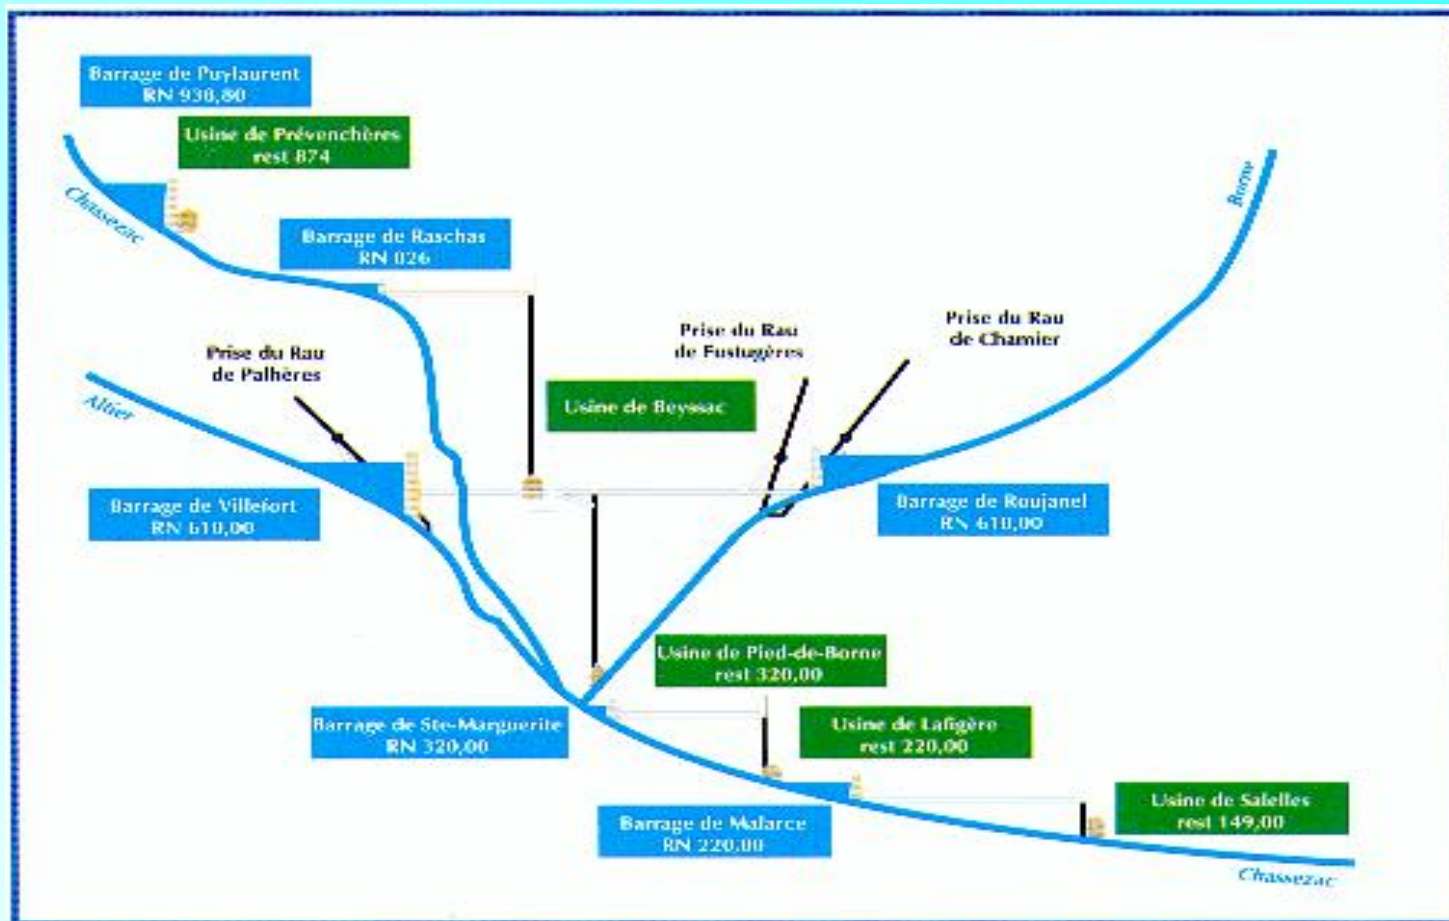 Barrage de Puylaurent
RN 938,80
Usine de Prévenchères
rest 874
Chassezac
Barrage de Raschas
RN 826
Borne
Prise du Rau
de Palhères
Prise du Rau
de Fustugères
Prise du Rau
de Chamier
Altier
Usine de Beyssac
Barrage de Villefort
RN 610,00
Barrage de Roujanel
RN 610,00
Usine de Pied-de-Borne
rest 320,00
Barrage de Ste-Marguerite
RN 320,00
Usine de Lafigère
rest 220,00
Usine de Salelles
rest 149,00
Barrage de Malarce
RN 220,00
Chassezac